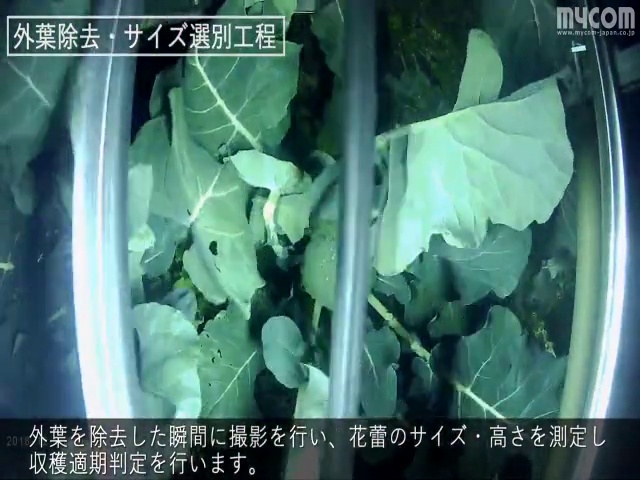 外葉除去・サイズ選別工程
mycom
www.mycom-japan.co.jp
外葉を除去した瞬間に撮影を行い、花蕾のサイズ・高さを測定し
収穫適期判定を行います。